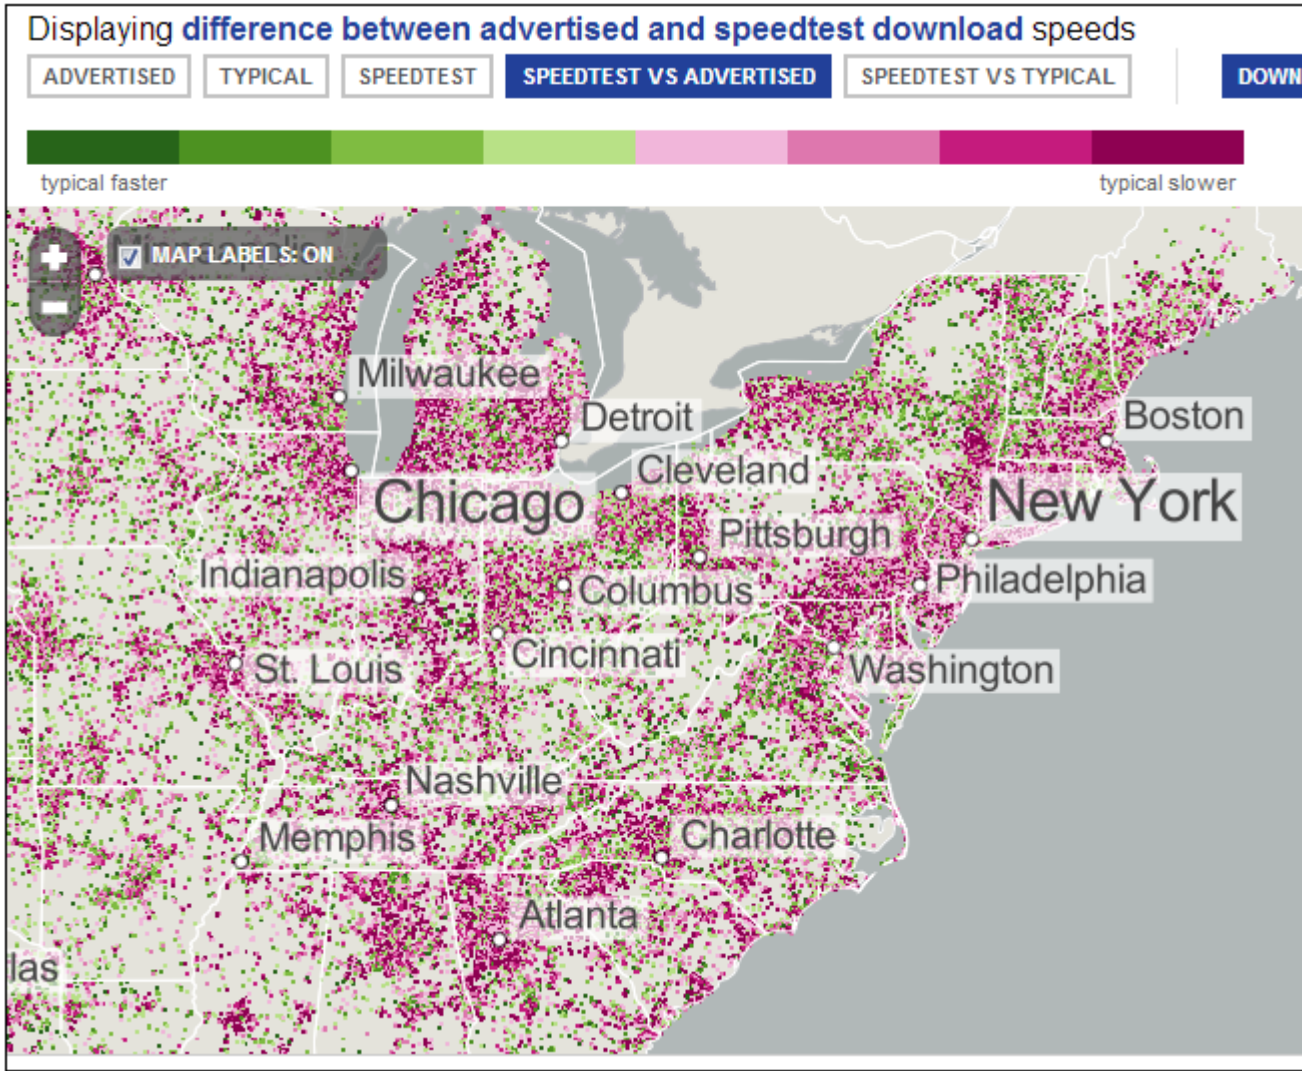 Displaying difference between advertised and speedtest download speeds
ADVERTISED TYPICAL SPEEDTEST SPEEDTEST VS ADVERTISED SPEEDTEST VS TYPICAL DOWN
typical faster typical slower
MAP LABELS: ON
Milwaukee
Detroit
Boston
Cleveland
Chicago
New York
Pittsburgh
Indianapolis
Columbus
Philadelphia
Cincinnati
St. Louis
Washington
Nashville
Memphis
Charlotte
Atlanta
las